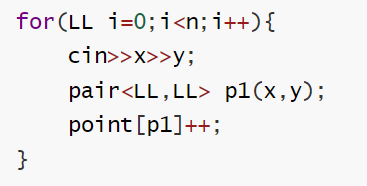 for(LL i=0;i<n;i++){
    cin>>x>>y;
    pair<LL,LL> p1(x,y);
    point[p1]++;
}